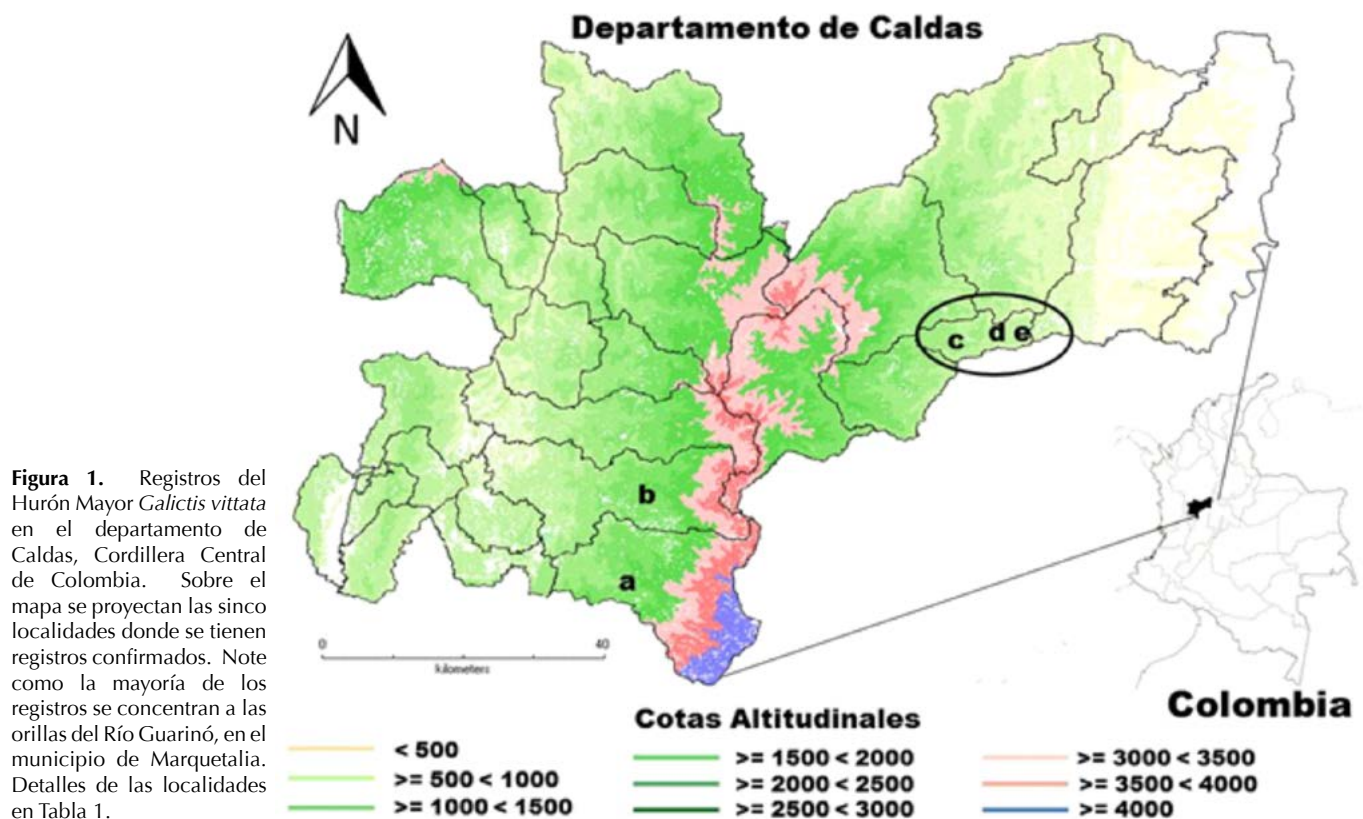 Departamento de Caldas
N
c d e
b
a
0 40
kilometers
Colombia
Cotas Altitudinales
< 500
>= 500 < 1000
>= 1000 < 1500
>= 1500 < 2000
>= 2000 < 2500
>= 2500 < 3000
>= 3000 < 3500
>= 3500 < 4000
>= 4000
Figura 1. Registros del
Hurón Mayor Galictis vittata
en el departamento de
Caldas, Cordillera Central
de Colombia. Sobre el
mapa se proyectan las sinco
localidades donde se tienen
registros confirmados. Note
como la mayoría de los
registros se concentran a las
orillas del Río Guarinó, en el
municipio de Marquetalia.
Detalles de las localidades
en Tabla 1.